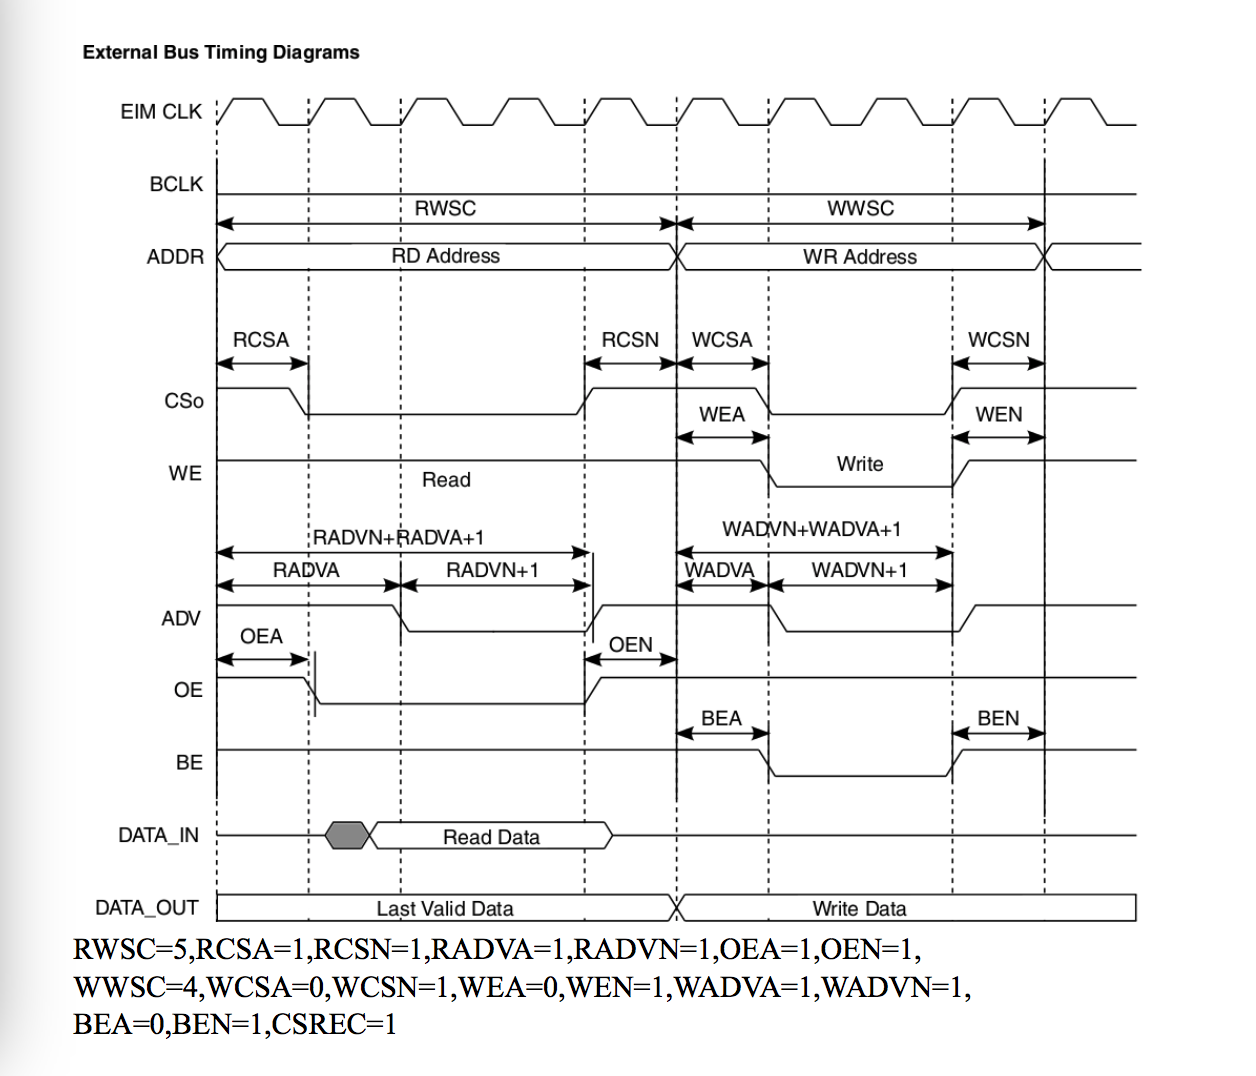 External Bus Timing Diagrams
EIM CLK
BCLK
RWSC WWSC
ADDR RD Address WR Address
RCSA RCSN WCSA WCSN
CSo
WEA WEN
WE Read Write
RADVN+RADVA+1 WADVN+WADVA+1
RADVA RADVN+1 WADVA WADVN+1
ADV
OEA OEN
OE
BEA BEN
BE
DATA_IN Read Data
DATA_OUT Last Valid Data Write Data
RWSC=5,RCSA=1,RCSN=1,RADVA=1,RADVN=1,OEA=1,OEN=1,
WWSC=4,WCSA=0,WCSN=1,WEA=0,WEN=1,WADVA=1,WADVN=1,
BEA=0,BEN=1,CSREC=1